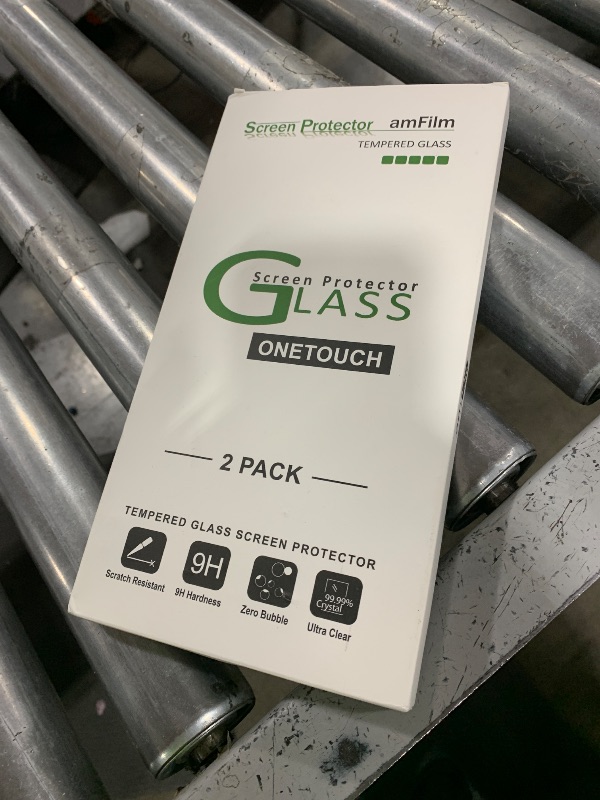 Screen Protector amFilm
TEMPERED GLASS
Screen Protector
GLASS
ONETOUCH
2 PACK
TEMPERED GLASS SCREEN PROTECTOR
9H
99.99%
Crystal
Scratch Resistant 9H Hardness Zero Bubble Ultra Clear